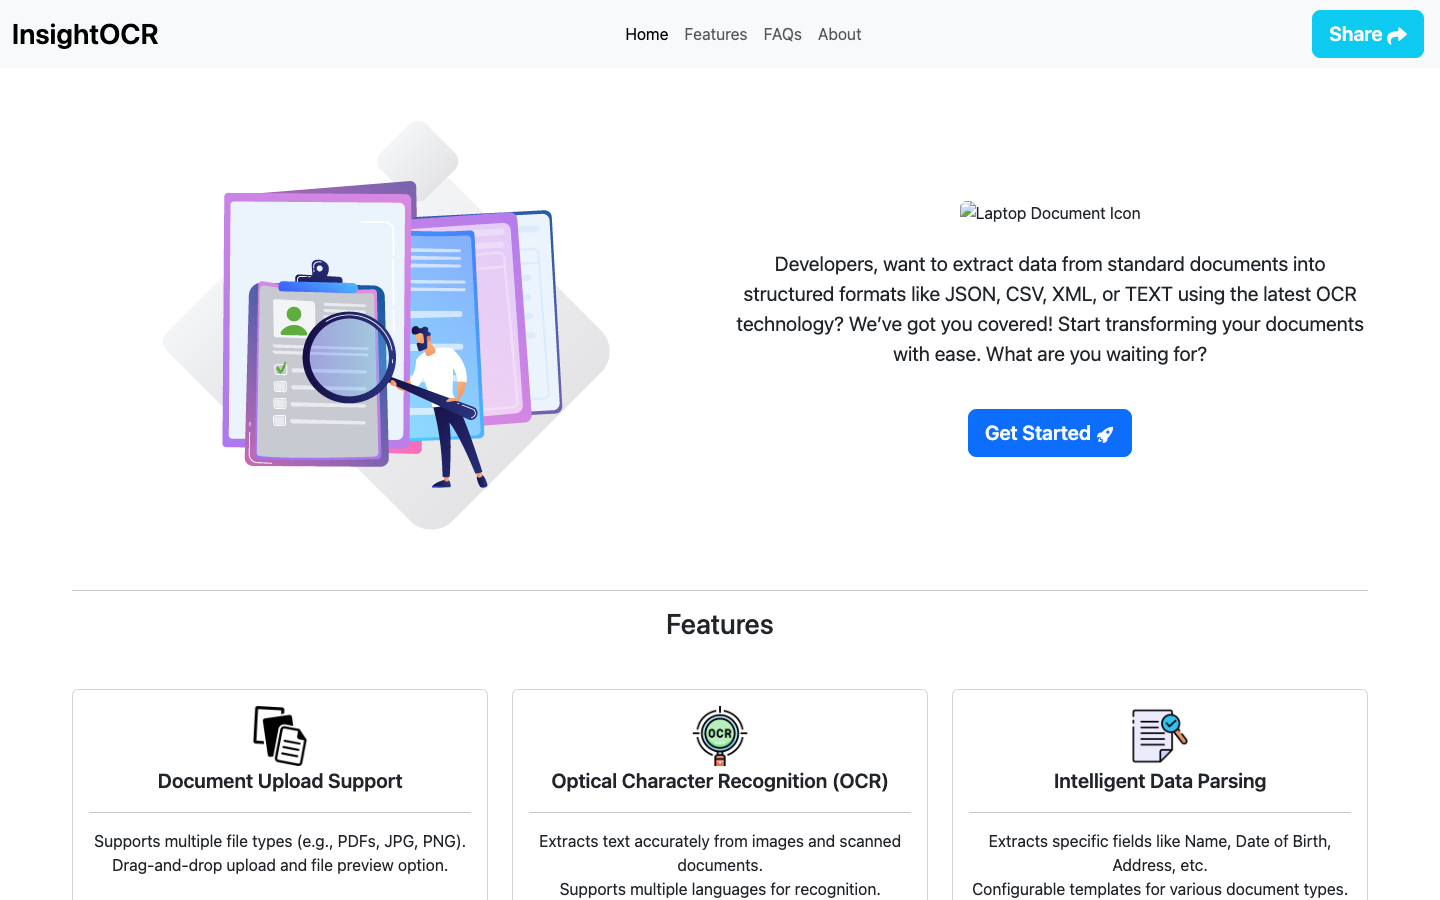 InsightOCR
Home
Features
FAQs
About
Share
Laptop Document Icon
Developers, want to extract data from standard documents into
structured formats like JSON, CSV, XML, or TEXT using the latest OCR
technology? We’ve got you covered! Start transforming your documents
with ease. What are you waiting for?
Get Started
Features
Document Upload Support
Supports multiple file types (e.g., PDFs, JPG, PNG).
Drag-and-drop upload and file preview option.
OCR
Optical Character Recognition (OCR)
Extracts text accurately from images and scanned
documents.
Supports multiple languages for recognition.
Intelligent Data Parsing
Extracts specific fields like Name, Date of Birth,
Address, etc.
Configurable templates for various document types.